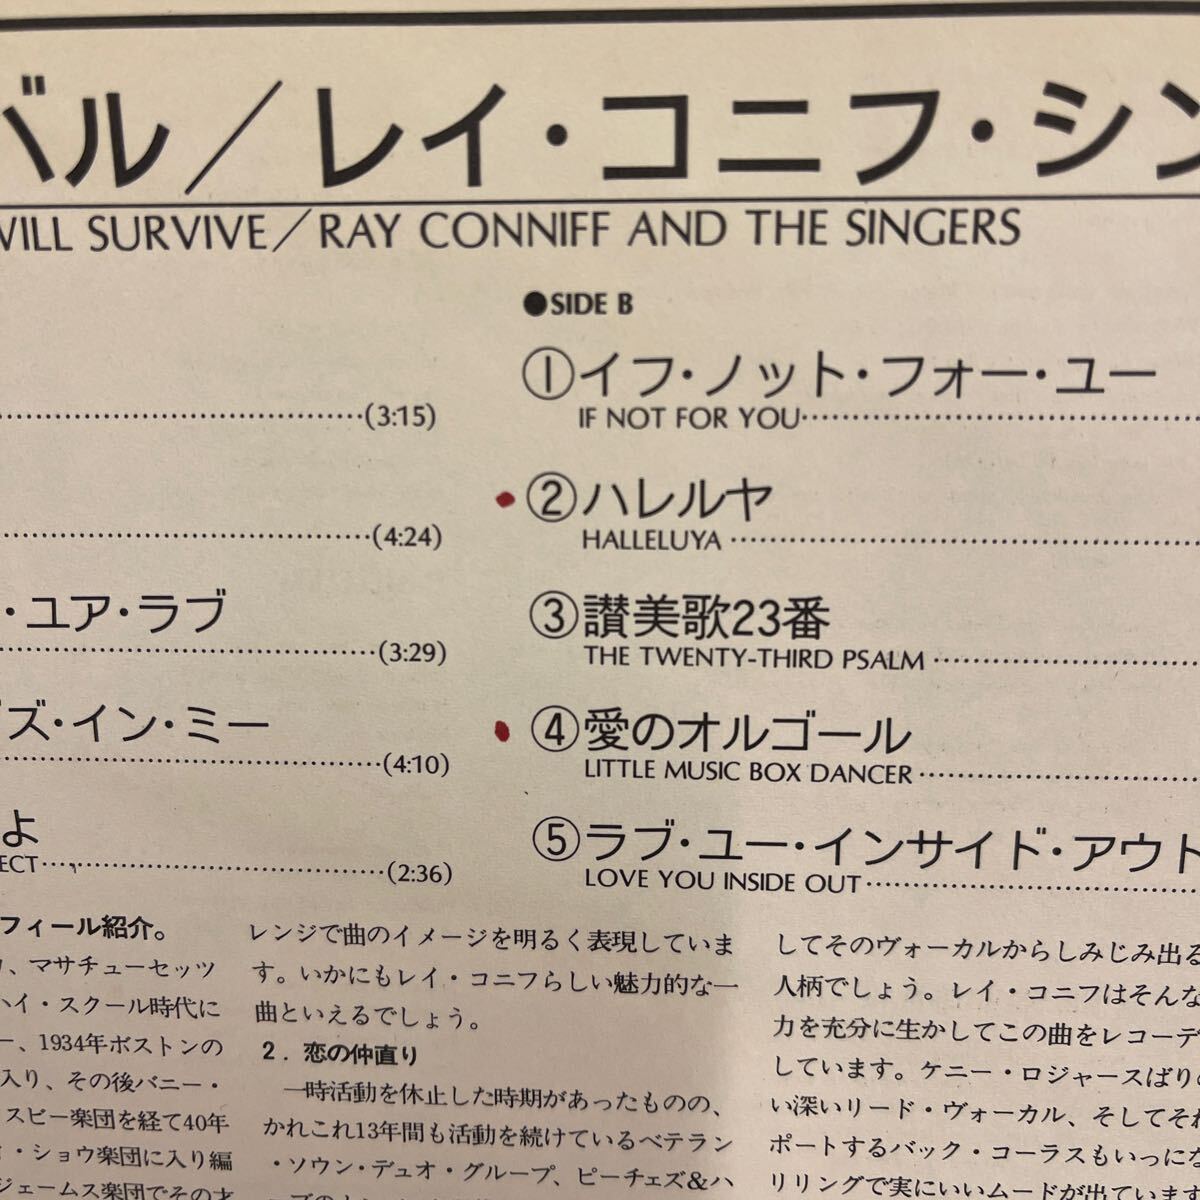 バル／レイ・コニフ・シン
WILL SURVIVE／RAY CONNIFF AND THE SINGERS
(3:15)
(4:24)
・ユア・ラブ
(3:29)
ズ・イン・ミー
(4:10)
よ
ECT (2:36)
●SIDE B
①イフ・ノット・フォー・ユー
IF NOT FOR YOU
②ハレルヤ
HALLELUYA
③讃美歌23番
THE TWENTY-THIRD PSALM
④愛のオルゴール
LITTLE MUSIC BOX DANCER
⑤ラブ・ユー・インサイド・アウト
LOVE YOU INSIDE OUT
フィール紹介。
、マサチューセッツ
ハイ・スクール時代に
ー、1934年ボストンの
入り、その後バニー・
スビー楽団を経て40年
・ショウ楽団に入り編
ジェームス楽団でその才
レンジで曲のイメージを明るく表現していま
す。いかにもレイ・コニフらしい魅力的な一
曲といえるでしょう。
2．恋の仲直り
一時活動を休止した時期があったものの、
かれこれ13年間も活動を続けているベテラン
・ソウン・デュオ・グループ、ピーチェズ&ハ
してそのヴォーカルからしみじみ出る
人柄でしょう。レイ・コニフはそんな
力を充分に生かしてこの曲をレコーデ
しています。ケニー・ロジャースばりの
い深いリード・ヴォーカル、そしてそれ
ポートするバック・コーラスもいっにな
リリングで実にいいムードが出ています